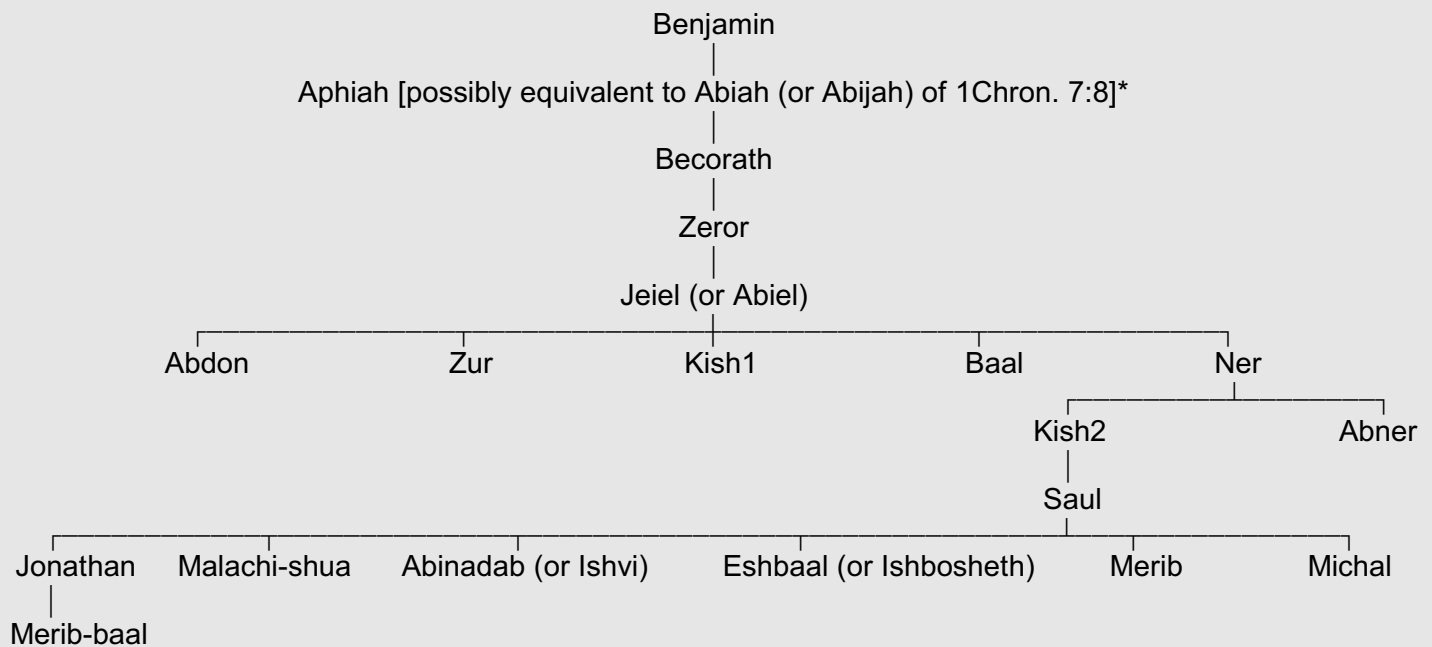 Benjamin
Aphiah [possibly equivalent to Abiah (or Abijah) of 1Chron. 7:8]*
Becorath
Zeror
Jeiel (or Abiel)
Abdon Zur Kish1 Baal Ner
Kish2 Abner
Saul
Jonathan Malachi-shua Abinadab (or Ishvi) Eshbaal (or Ishbosheth) Merib Michal
Merib-baal